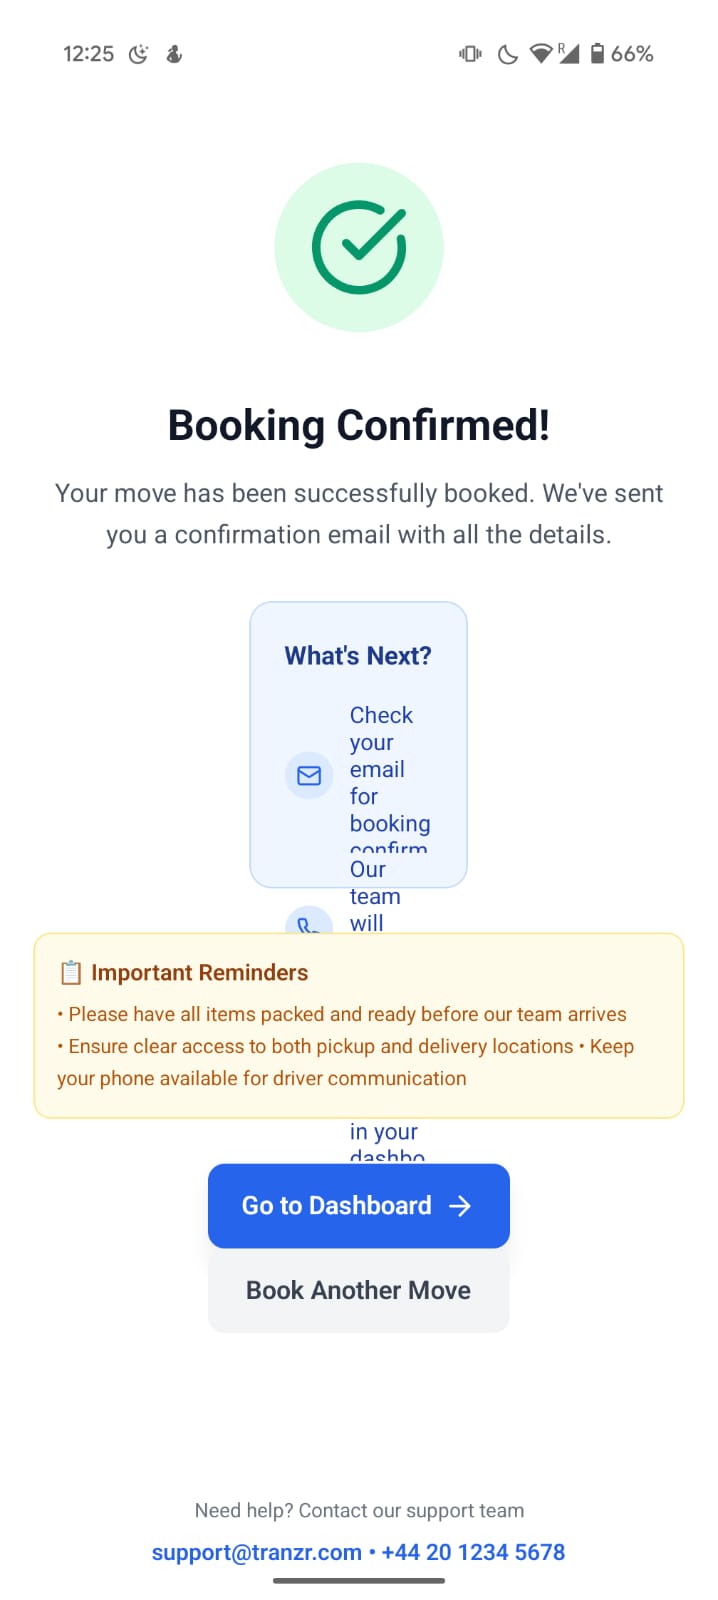 12:25
R 66%
Booking Confirmed!
Your move has been successfully booked. We've sent
you a confirmation email with all the details.
What's Next?
Check
your
email
for
booking
confirm
Our
team
will
📋 Important Reminders
• Please have all items packed and ready before our team arrives
• Ensure clear access to both pickup and delivery locations • Keep
your phone available for driver communication
in your
dashbo
Go to Dashboard →
Book Another Move
Need help? Contact our support team
support@tranzr.com • +44 20 1234 5678